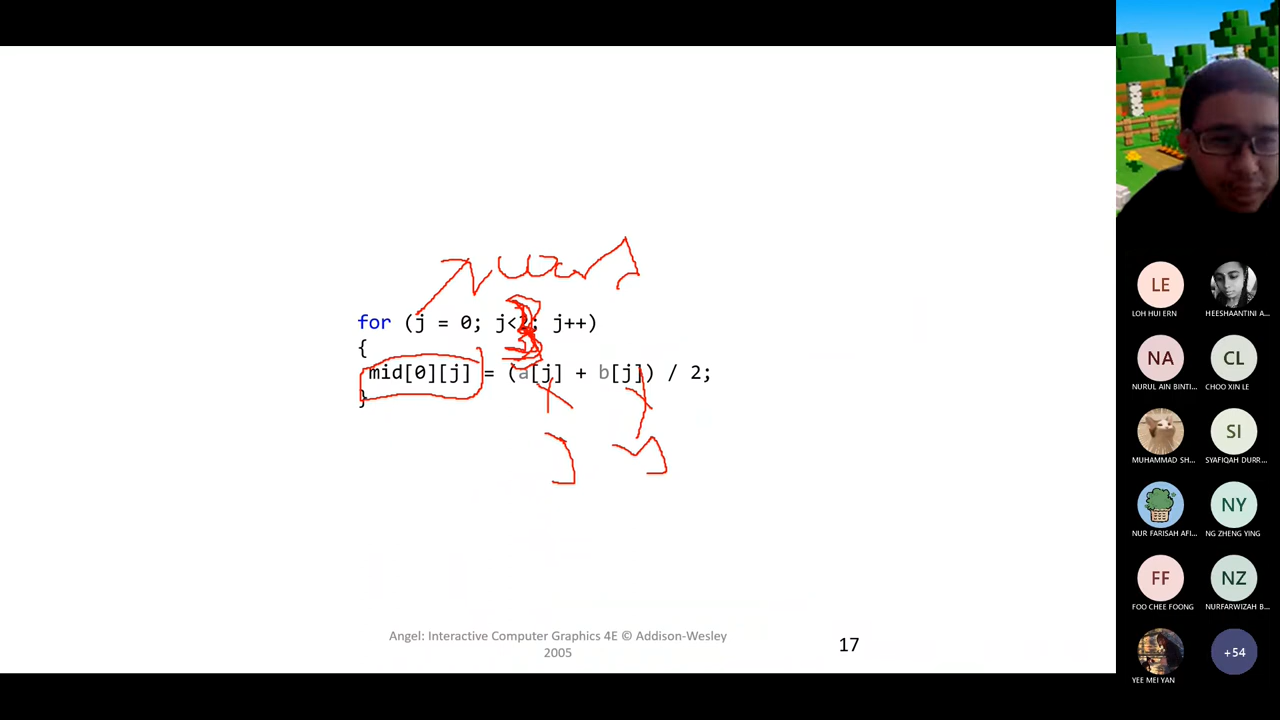 for (j = 0; j<2; j++)
{
mid[0][j] = (a[j] + b[j]) / 2;
}
Angel: Interactive Computer Graphics 4E © Addison-Wesley
2005
17
LE
LOH HUI ERN
HEESHAANTINI A...
NA
NURUL AIN BINTI...
CL
CHOO XIN LE
MUHAMMAD SH...
SI
SYAFIQAH DURR...
NUR FARISAH AFI...
NY
NG ZHENG YING
FF
FOO CHEE FOONG
NZ
NURFARWIZAH B...
YEE MEI YAN
+54